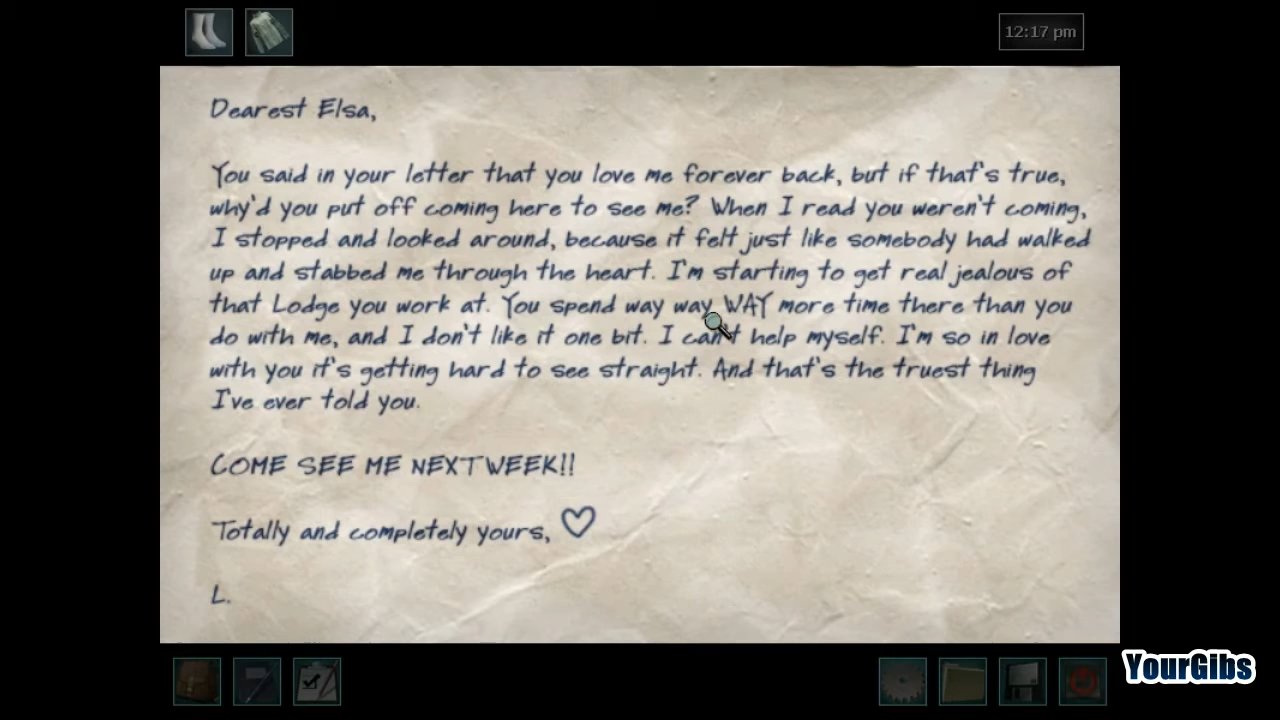 12:17 pm
Dearest Elsa,
You said in your letter that you love me forever back, but if that's true,
why'd you put off coming here to see me? When I read you weren't coming,
I stopped and looked around, because it felt just like somebody had walked
up and stabbed me through the heart. I'm starting to get real jealous of
that Lodge you work at. You spend way way WAY more time there than you
do with me, and I don't like it one bit. I can't help myself. I'm so in love
with you it's getting hard to see straight. And that's the truest thing
I've ever told you.
COME SEE ME NEXT WEEK!!
Totally and completely yours,
L.
YourGibs